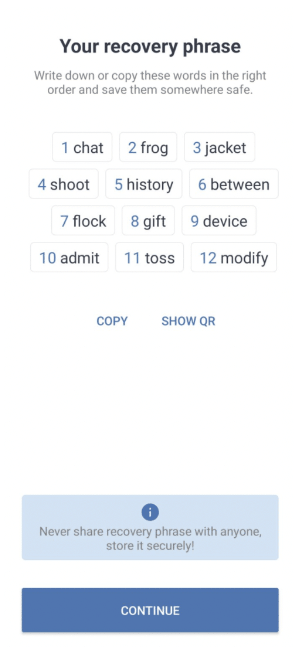 Your recovery phrase
Write down or copy these words in the right
order and save them somewhere safe.
1 chat 2 frog 3 jacket
4 shoot 5 history 6 between
7 flock 8 gift 9 device
10 admit 11 toss 12 modify
COPY SHOW QR
i
Never share recovery phrase with anyone,
store it securely!
CONTINUE